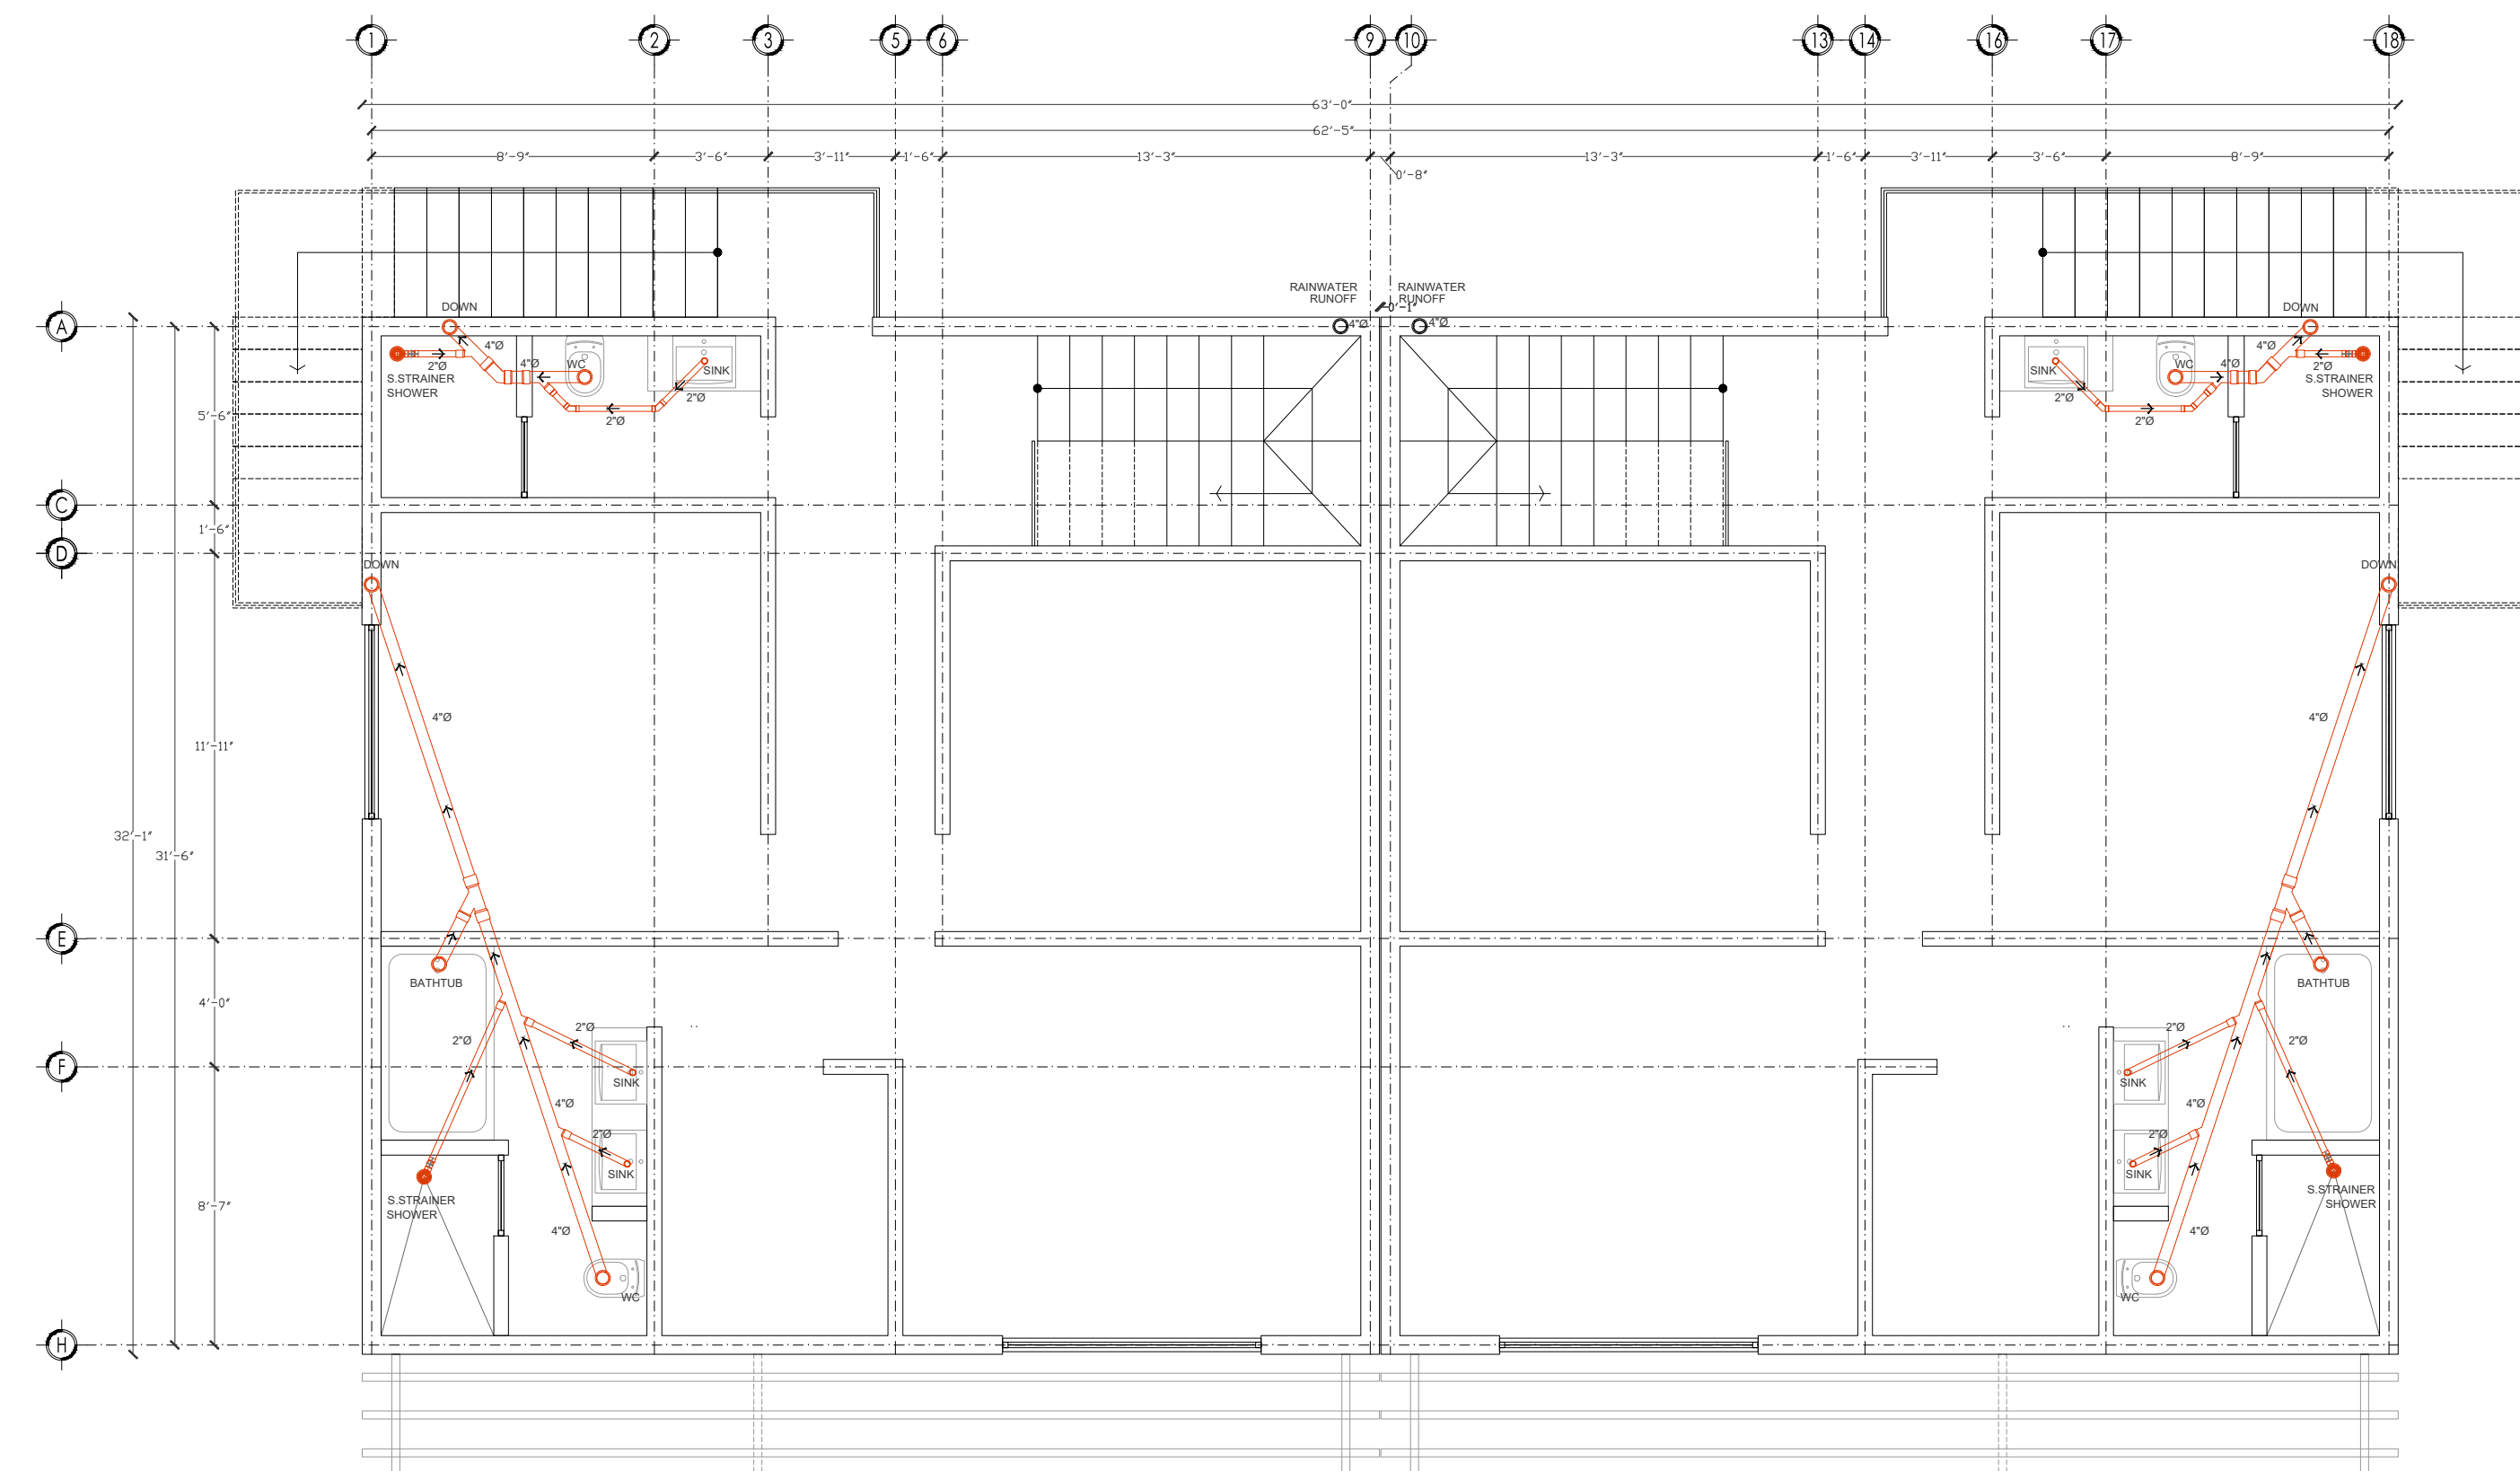 1 2 3 5 6 9 10 13 14 16 17 18
63'-0"
62'-5"
8'-9" 3'-6" 3'-11" 1'-6" 13'-3" 13'-3" 1'-6" 3'-11" 3'-6" 8'-9"
0'-8"
RAINWATER
RUNOFF
RAINWATER
RUNOFF
0'-1"
DOWN
DOWN
A
4"Ø
4"Ø
4"Ø
4"Ø
2"Ø
WC
SINK
S.STRAINER
SHOWER
2"Ø
2"Ø
SINK
WC
4"Ø
4"Ø
2"Ø
S.STRAINER
SHOWER
2"Ø
2"Ø
5'-6"
C
1'-6"
D
DOWN
DOWN
4"Ø
4"Ø
11'-11"
32'-1"
31'-6"
E
BATHTUB
BATHTUB
4'-0"
2"Ø
2"Ø
2"Ø
2"Ø
F
SINK
SINK
4"Ø
4"Ø
2"Ø
2"Ø
SINK
SINK
8'-7"
S.STRAINER
SHOWER
S.STRAINER
SHOWER
4"Ø
4"Ø
WC
WC
H